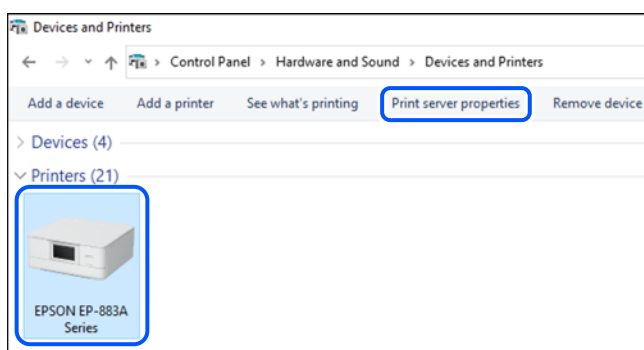 Devices and Printers
Control Panel > Hardware and Sound > Devices and Printers
Add a device Add a printer See what's printing Print server properties Remove device
Devices (4)
Printers (21)
EPSON EP-883A
Series